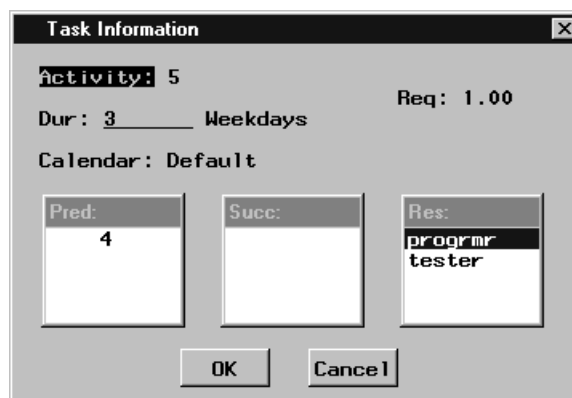 Task Information
Activity: 5
Req: 1.00
Dur: 3 Weekdays
Calendar: Default
Pred: Succ: Res:
4 progrmr
tester
OK Cancel